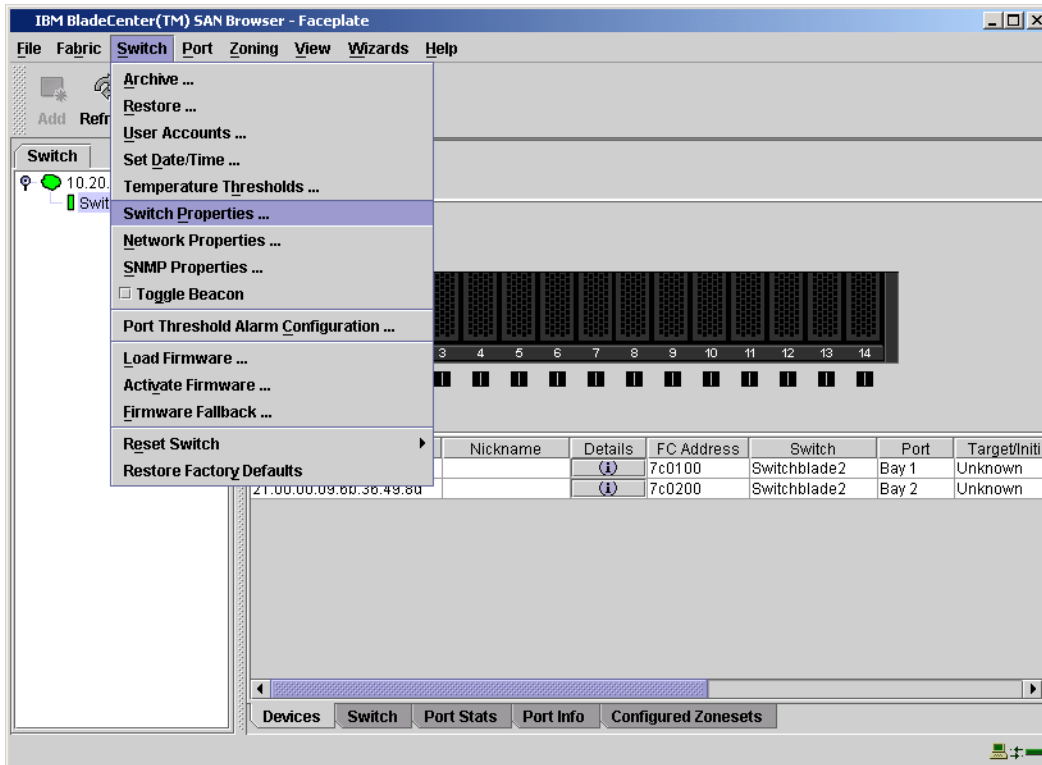 IBM BladeCenter(TM) SAN Browser - Faceplate
File Fabric Switch Port Zoning View Wizards Help
Add Refr
Archive ...
Restore ...
User Accounts ...
Set Date/Time ...
Temperature Thresholds ...
Switch Properties ...
Network Properties ...
SNMP Properties ...
Toggle Beacon
Port Threshold Alarm Configuration ...
Load Firmware ...
Activate Firmware ...
Firmware Fallback ...
Reset Switch
Restore Factory Defaults
Switch
10.20.
Swit
3 4 5 6 7 8 9 10 11 12 13 14
Nickname Details FC Address Switch Port Target/Initi
7c0100 Switchblade2 Bay 1 Unknown
21:00:00:09:6b:36:49:8d 7c0200 Switchblade2 Bay 2 Unknown
Devices Switch Port Stats Port Info Configured Zonesets